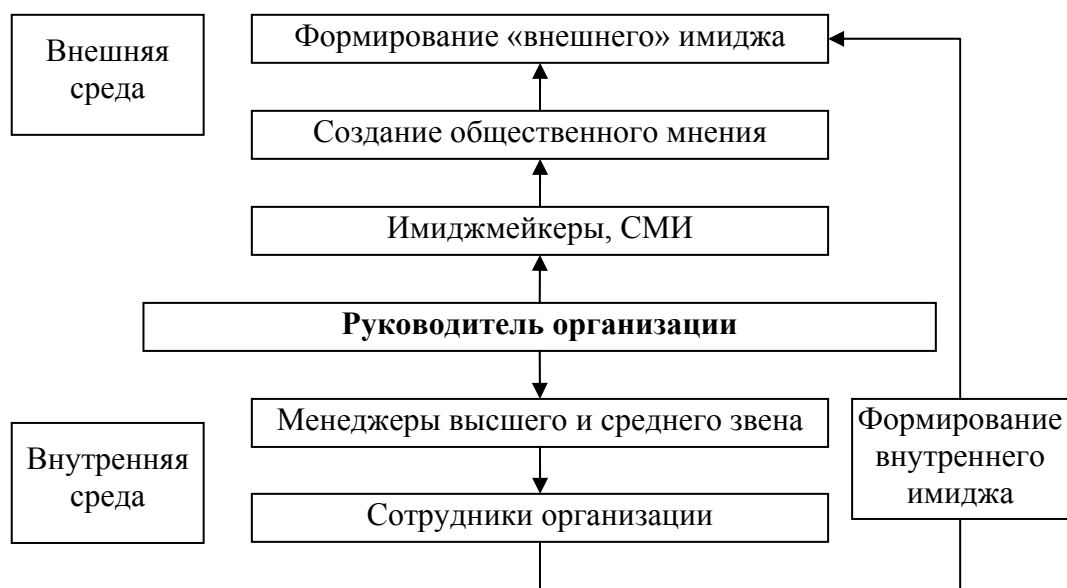 Внешняя
среда
Формирование «внешнего» имиджа
Создание общественного мнения
Имиджмейкеры, СМИ
Руководитель организации
Менеджеры высшего и среднего звена
Внутренняя
среда
Сотрудники организации
Формирование
внутреннего
имиджа